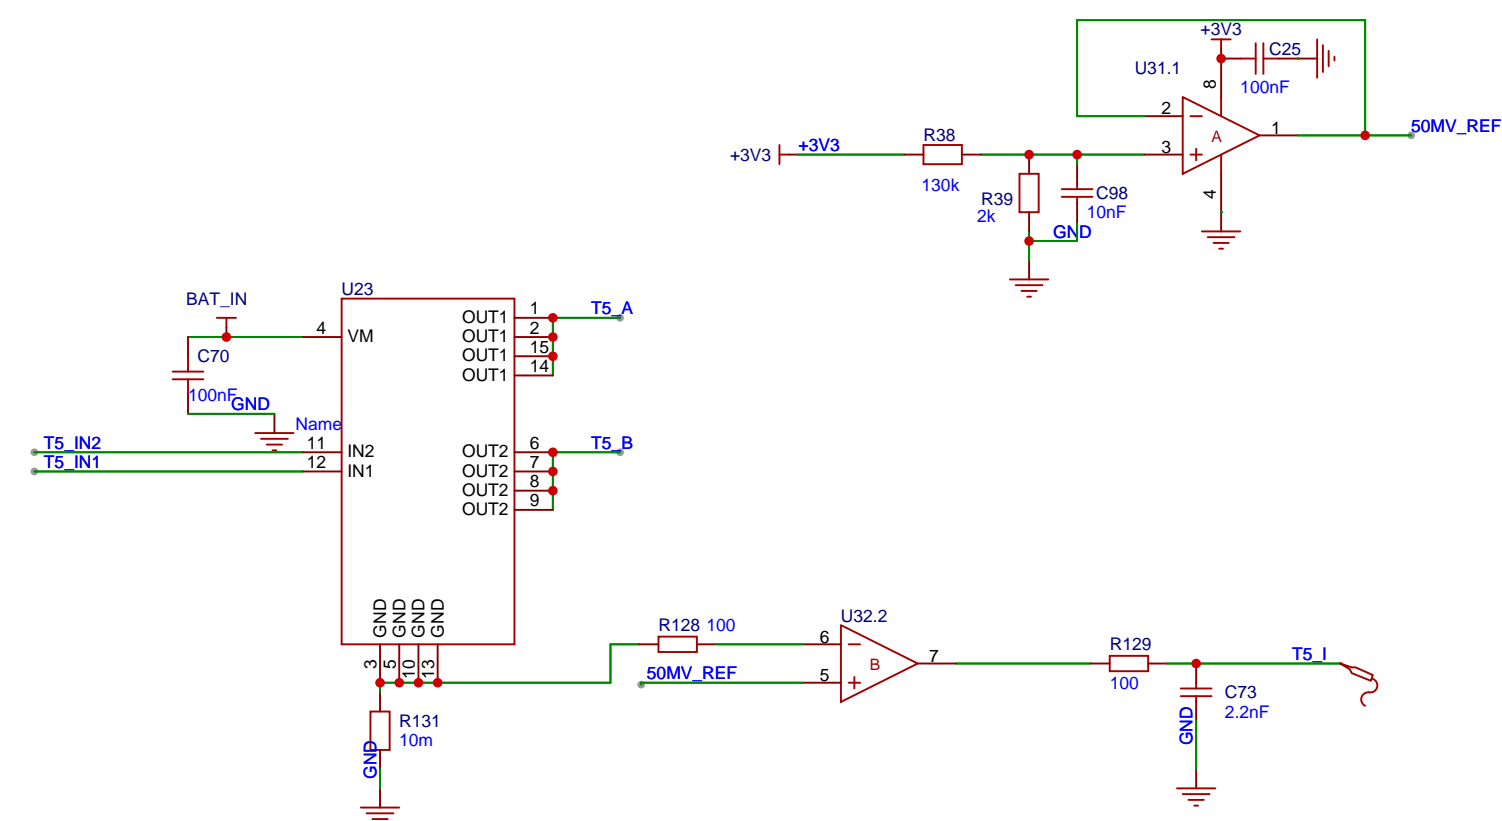 +3V3
C25
U31.1
100nF
8
2
1
50MV_REF
A
R38
+3V3
+3V3
3
130k
R39
2k
C98
10nF
4
GND
U23
BAT_IN
OUT1
1
T5_A
4
VM
OUT1
2
C70
OUT1
15
OUT1
14
100nF
GND
Name
T5_IN2
11
IN2
OUT2
6
T5_B
T5_IN1
12
IN1
OUT2
7
OUT2
8
OUT2
9
GND
GND
GND
GND
3
5
10
13
R128 100
U32.2
6
B
7
R129
T5_I
50MV_REF
5
100
C73
2.2nF
GND
R131
10m
GND